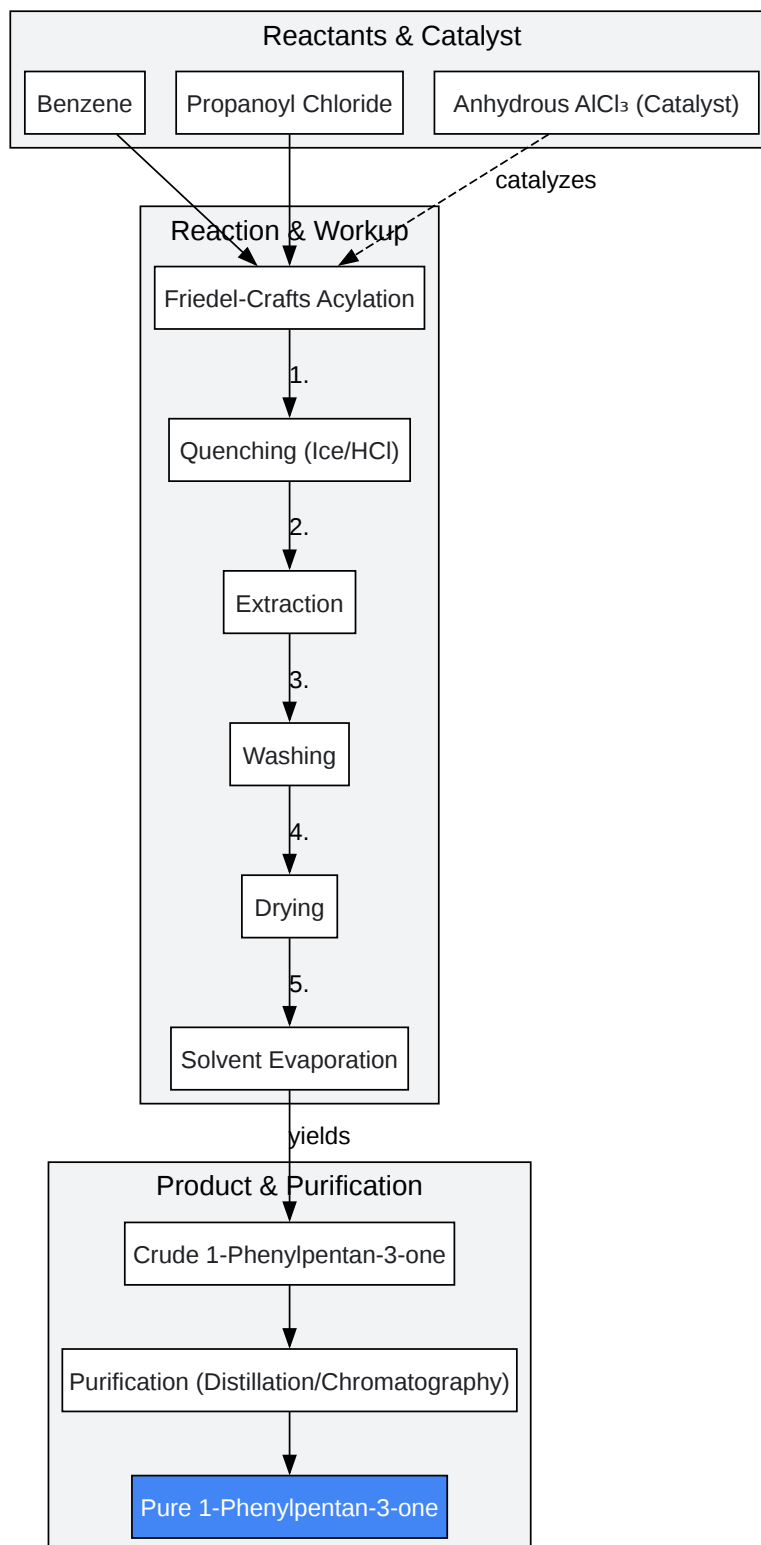 Reactants & Catalyst
Benzene
Propanoyl Chloride
Anhydrous AlCl₃ (Catalyst)
catalyzes
Reaction & Workup
Friedel-Crafts Acylation
1.
Quenching (Ice/HCl)
2.
Extraction
3.
Washing
4.
Drying
5.
Solvent Evaporation
yields
Product & Purification
Crude 1-Phenylpentan-3-one
Purification (Distillation/Chromatography)
Pure 1-Phenylpentan-3-one